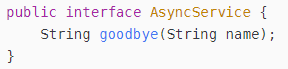 public interface AsyncService {
    String goodbye(String name);
}